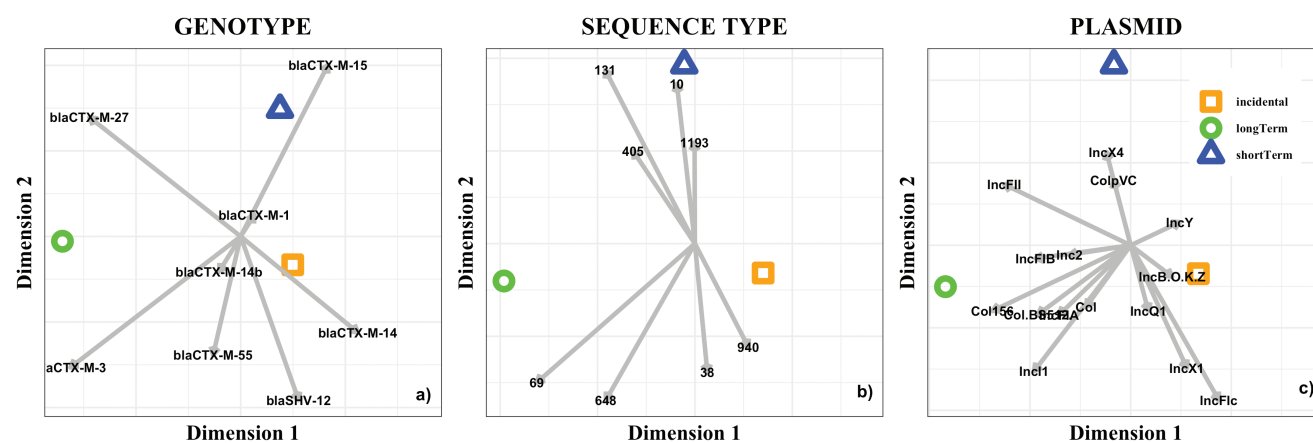 GENOTYPE
blaCTX-M-15
blaCTX-M-27
blaCTX-M-1
blaCTX-M-14b
blaCTX-M-14
blaCTX-M-55
aCTX-M-3
blaSHV-12
a)
Dimension 2
Dimension 1
SEQUENCE TYPE
131
10
405
1193
940
38
69
648
b)
Dimension 1
PLASMID
incidental
longTerm
shortTerm
IncX4
ColpVC
IncFII
IncY
IncFIB
Inc2
IncB.O.K.Z
Col156
Col
IncQ1
IncI1
IncX1
IncFIc
c)
Dimension 2
Dimension 1